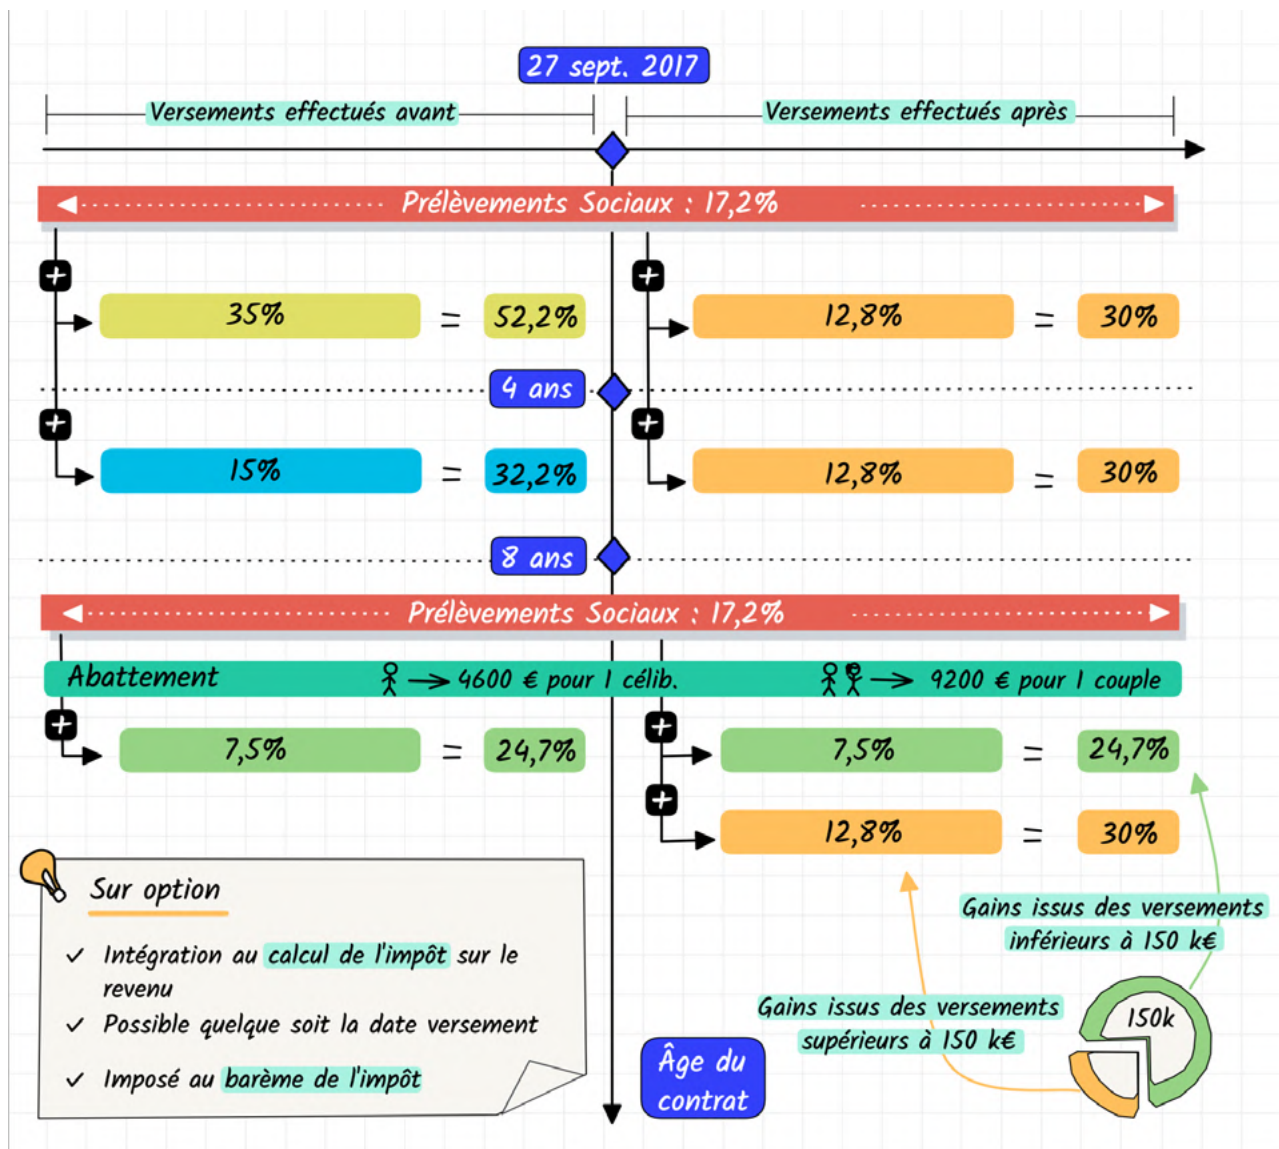 27 sept. 2017
Versements effectués avant
Versements effectués après
Prélèvements Sociaux : 17,2%
+
+
35% = 52,2%
12,8% = 30%
4 ans
+
+
15% = 32,2%
12,8% = 30%
8 ans
Prélèvements Sociaux : 17,2%
Abattement
4600 € pour 1 célib.
9200 € pour 1 couple
+
+
7,5% = 24,7%
7,5% = 24,7%
+
12,8% = 30%
Sur option
✓ Intégration au calcul de l'impôt sur le
revenu
✓ Possible quelque soit la date versement
✓ Imposé au barème de l'impôt
Gains issus des versements
inférieurs à 150 k€
Gains issus des versements
supérieurs à 150 k€
150k
Âge du
contrat